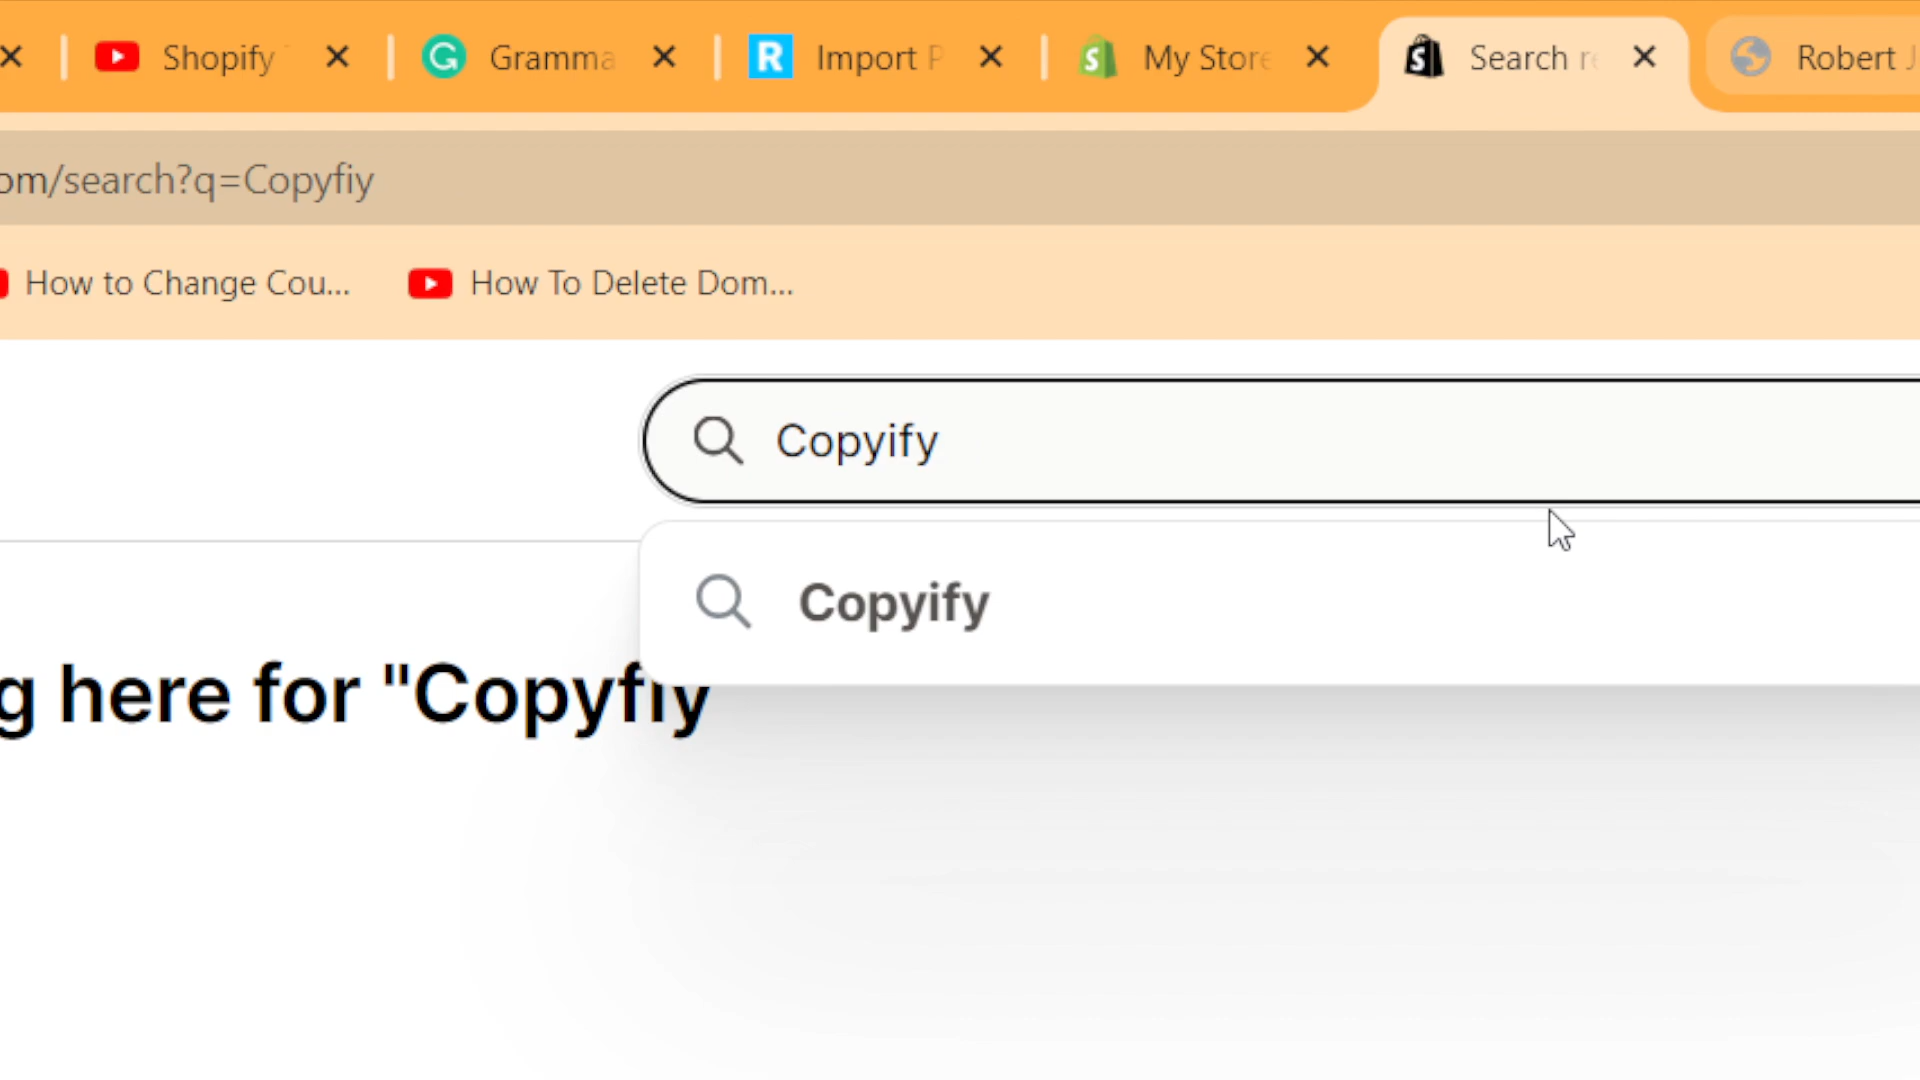 Shopify Gramma Import P My Store Search re Robert J
om/search?q=Copyfiy
How to Change Cou... How To Delete Dom...
Copyify
Copyify
g here for "Copyfiy